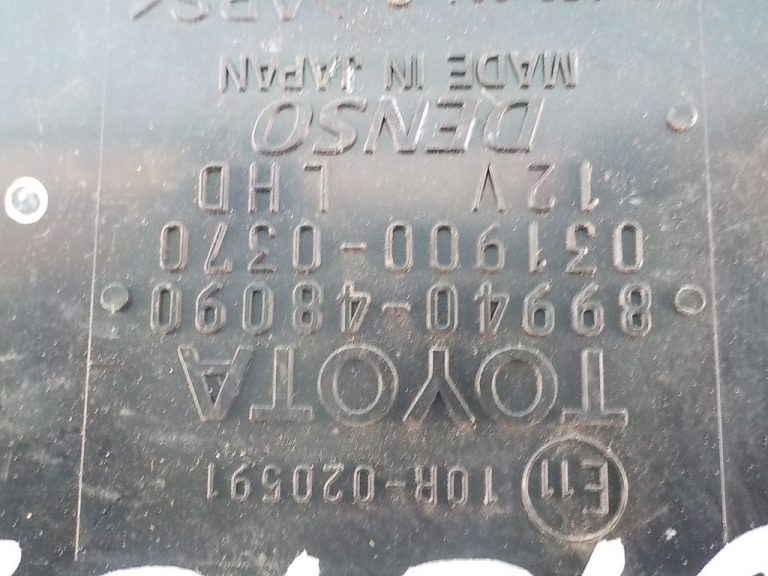 E11 10R-020591
TOYOTA
89940-48090
031900-0370
12V LHD
DENSO
MADE IN JAPAN